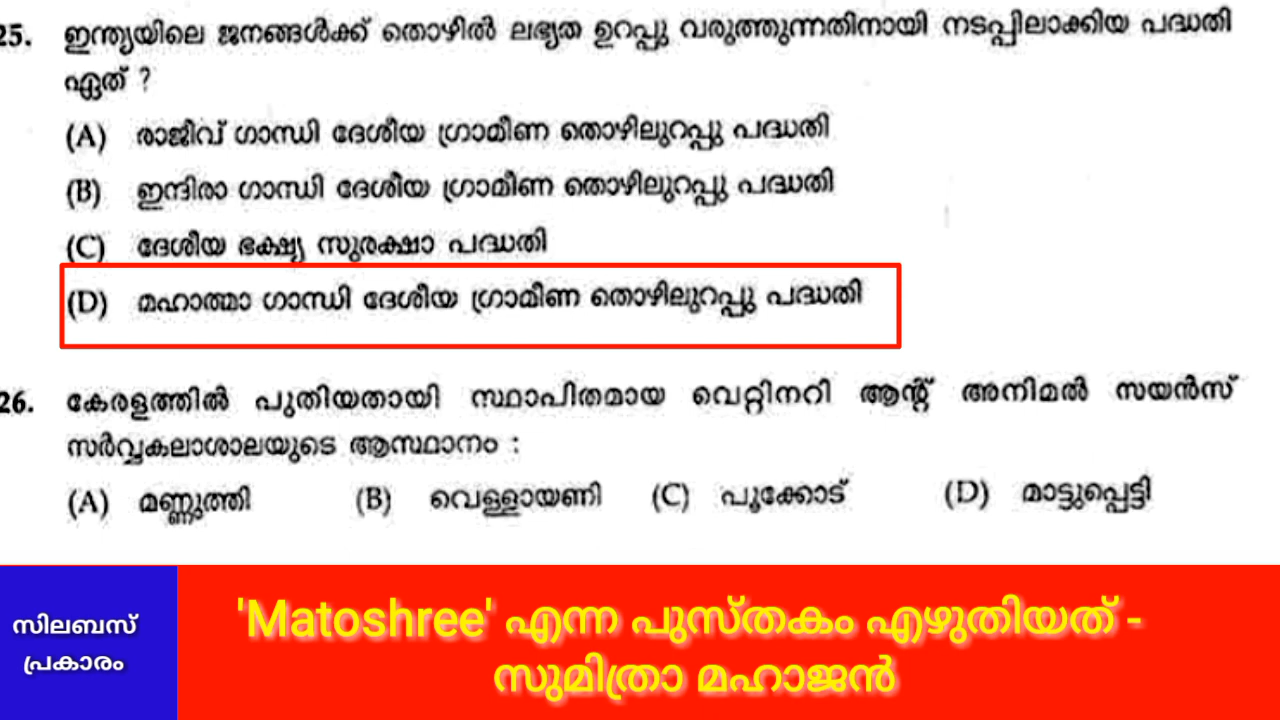 25. ഇന്ത്യയിലെ ജനങ്ങൾക്ക് തൊഴിൽ ലഭ്യത ഉറപ്പു വരുത്തുന്നതിനായി നടപ്പിലാക്കിയ പദ്ധതി
ഏത് ?
(A) രാജീവ് ഗാന്ധി ദേശീയ ഗ്രാമീണ തൊഴിലുറപ്പു പദ്ധതി
(B) ഇന്ദിരാ ഗാന്ധി ദേശീയ ഗ്രാമീണ തൊഴിലുറപ്പു പദ്ധതി
(C) ദേശീയ ഭക്ഷ്യ സുരക്ഷാ പദ്ധതി
(D) മഹാത്മാ ഗാന്ധി ദേശീയ ഗ്രാമീണ തൊഴിലുറപ്പു പദ്ധതി
26. കേരളത്തിൽ പുതിയതായി സ്ഥാപിതമായ വെറ്റിനറി ആന്റ് അനിമൽ സയൻസ്
സർവ്വകലാശാലയുടെ ആസ്ഥാനം :
(A) മണ്ണുത്തി (B) വെള്ളായണി (C) പൂക്കോട് (D) മാട്ടുപ്പെട്ടി
സിലബസ്
പ്രകാരം
'Matoshree' എന്ന പുസ്തകം എഴുതിയത് -
സുമിത്രാ മഹാജൻ